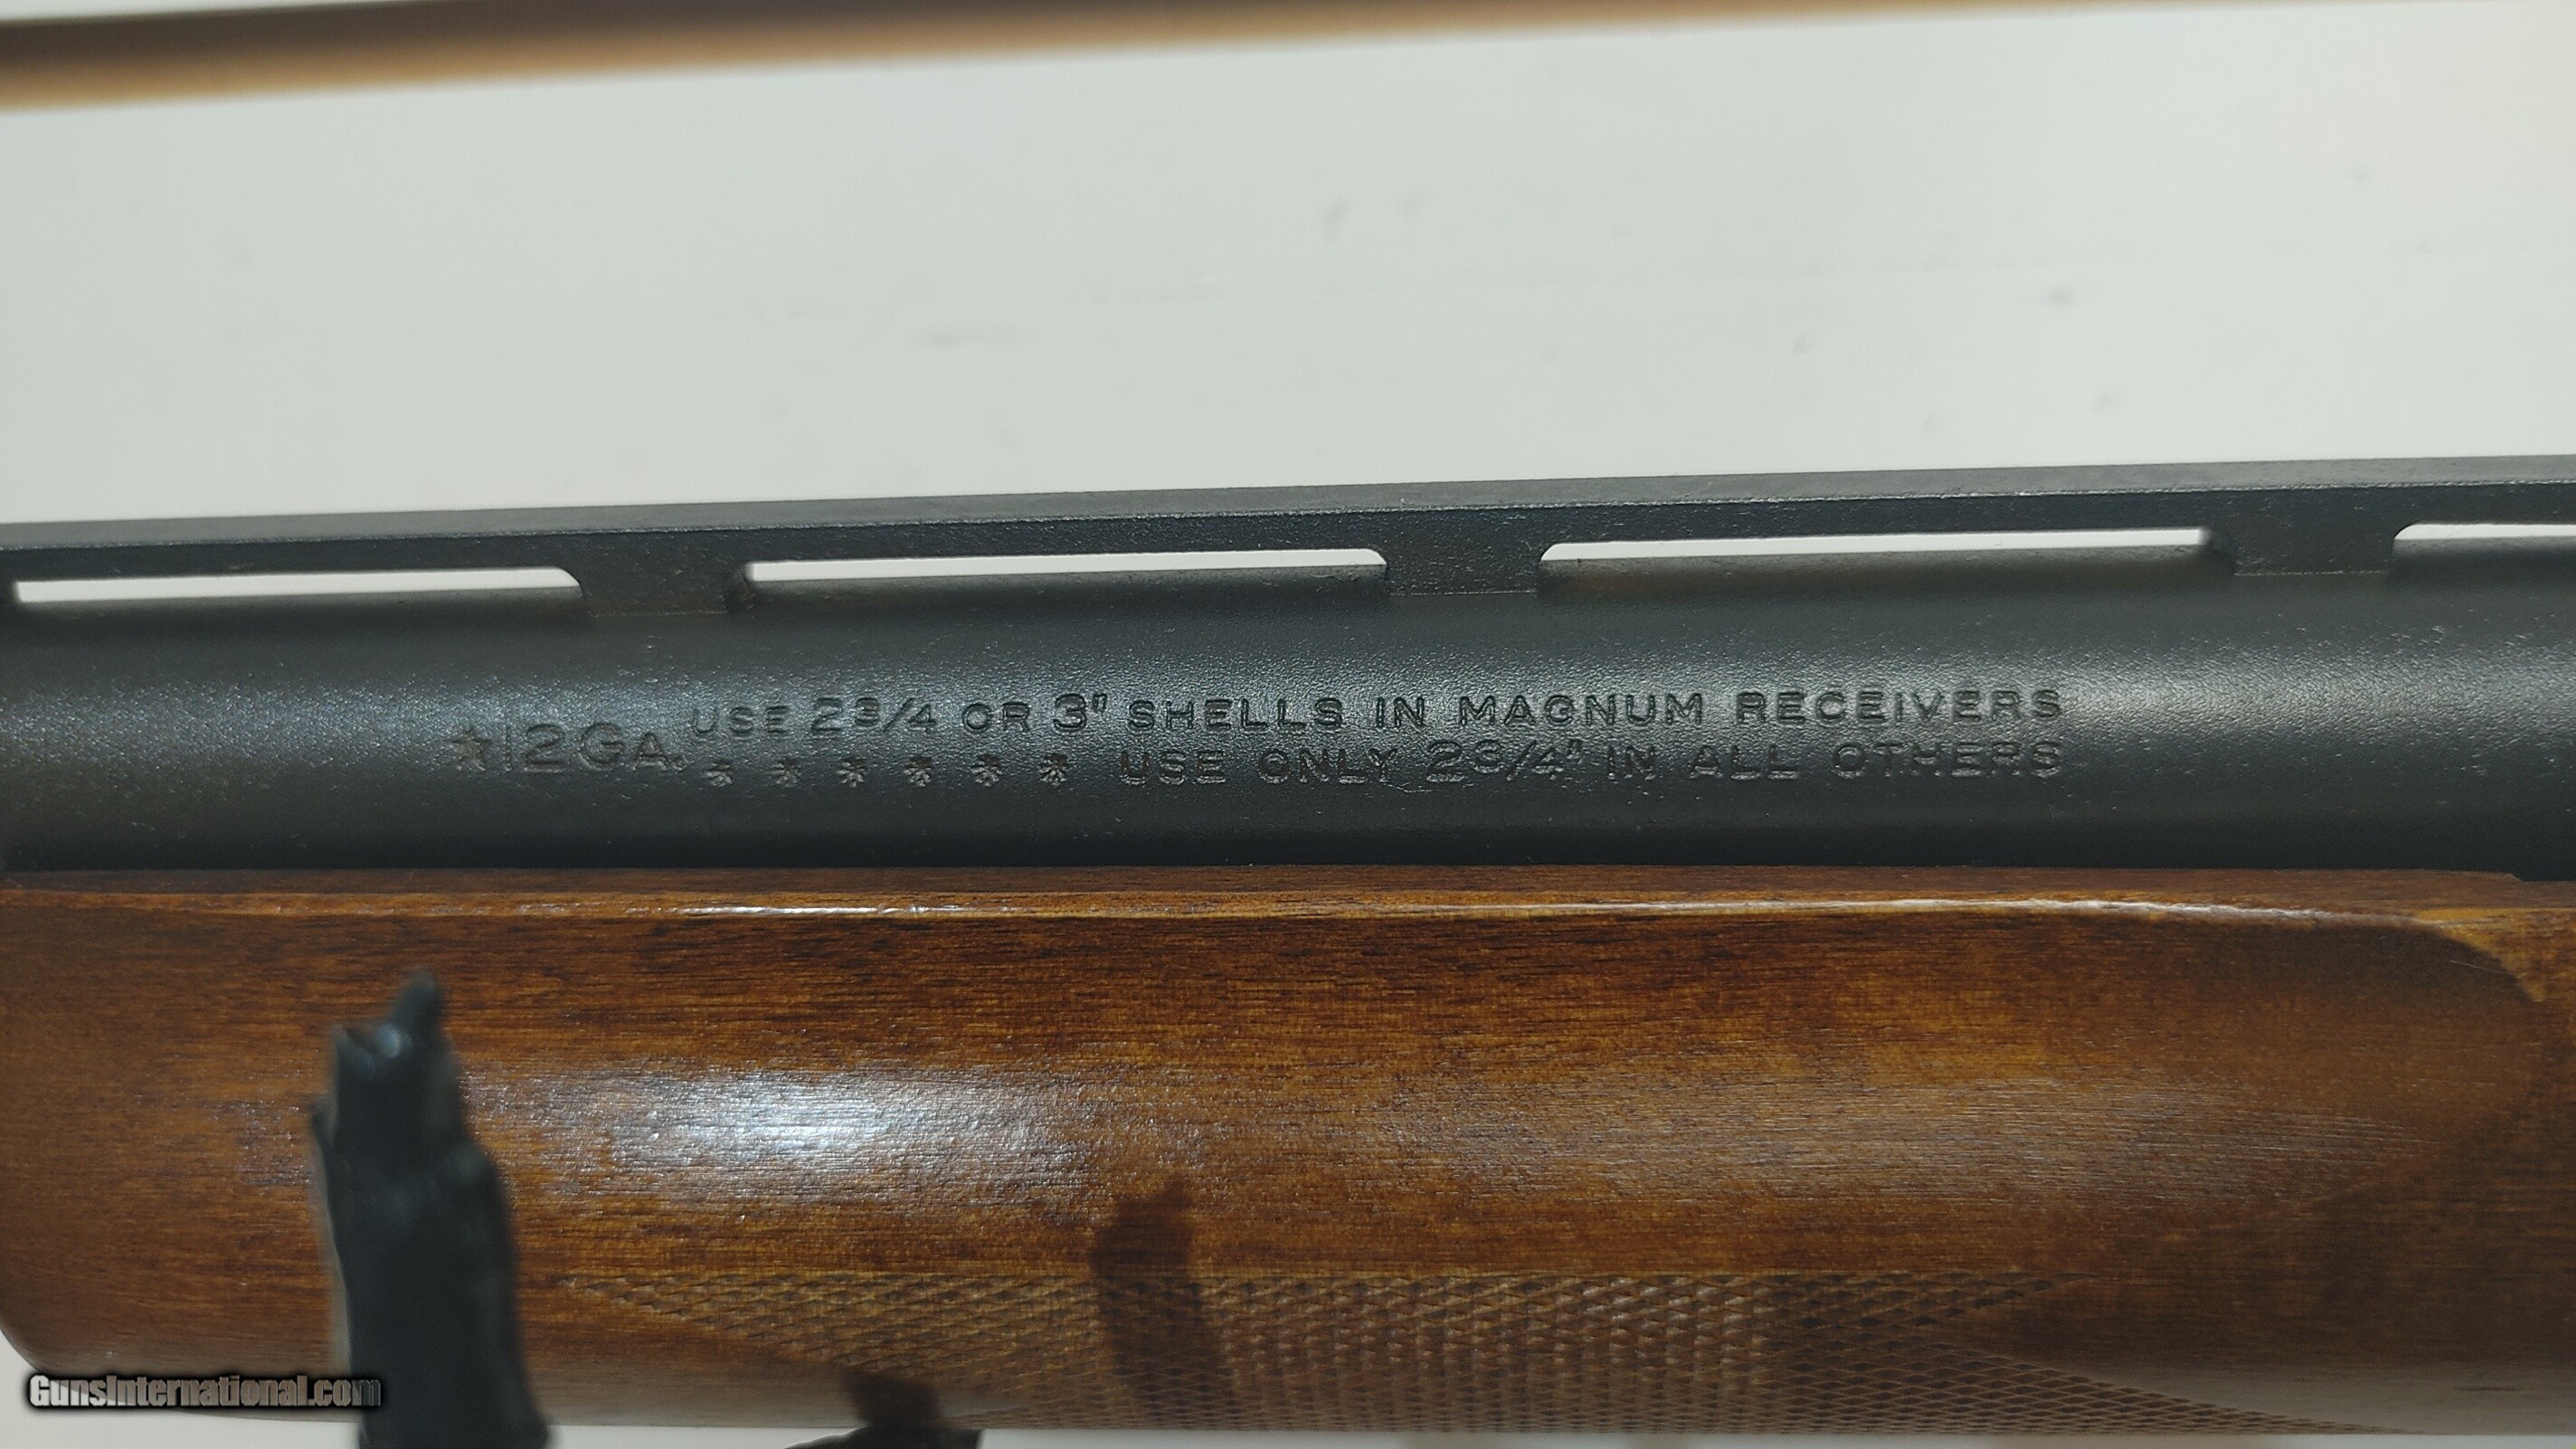 ★12GA. USE 2 3/4 OR 3" SHELLS IN MAGNUM RECEIVERS
****** USE ONLY 2 3/4" IN ALL OTHERS
GunsInternational.com